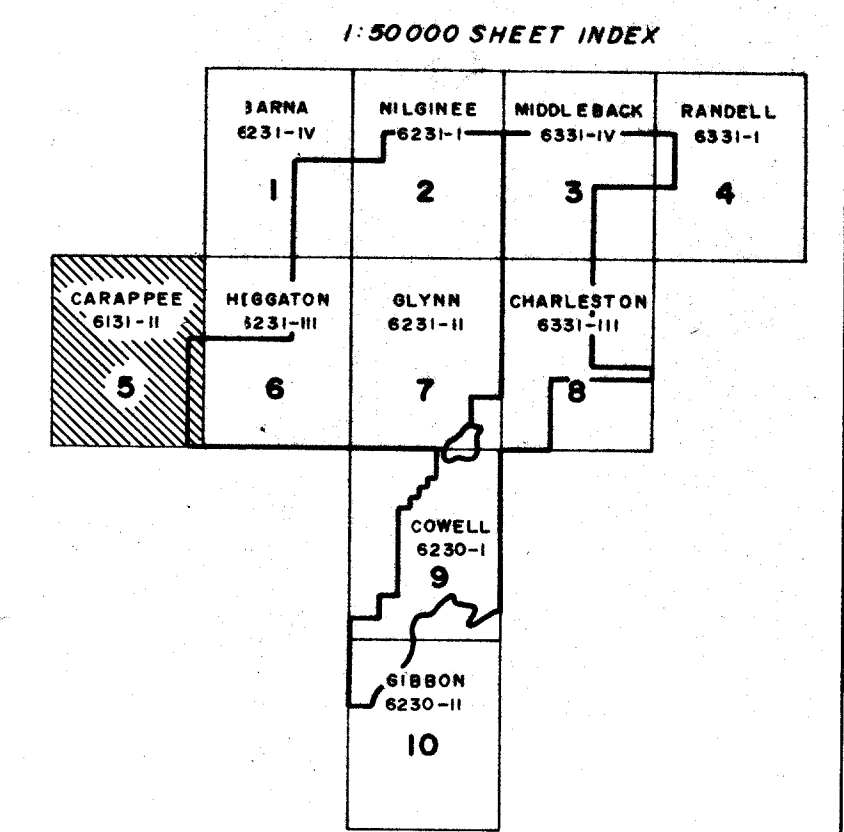 1:50000 SHEET INDEX
BARNA
6231-IV
1
NILGINEE
6231-I
2
MIDDLEBACK
6331-IV
3
RANDELL
6331-I
4
CARAPPEE
6131-II
5
HEGGATON
6231-III
6
GLYNN
6231-II
7
CHARLESTON
6331-III
8
COWELL
6230-I
9
GIBBON
6230-II
10